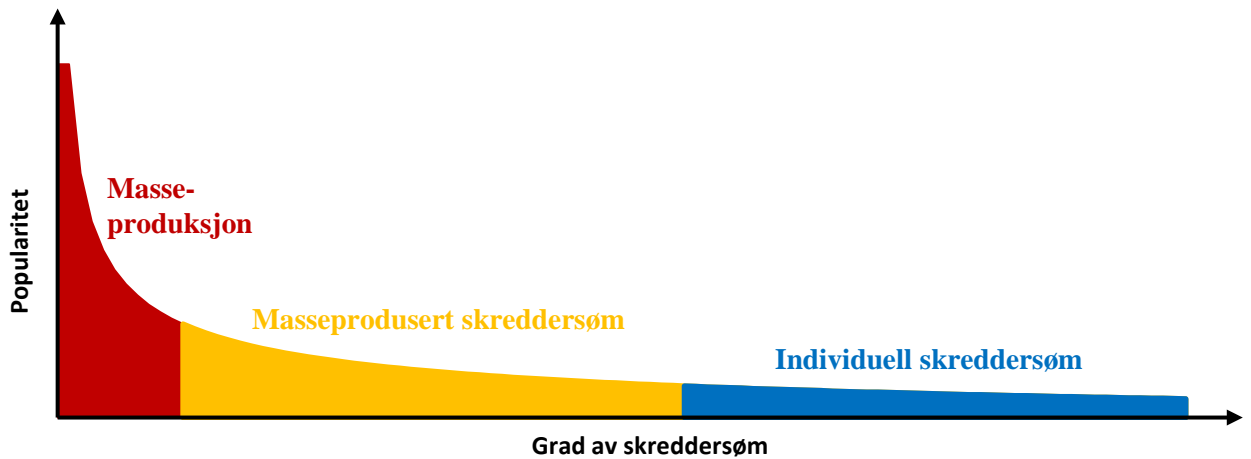 Masse-
produksjon
Popularitet
Masseprodusert skreddersøm
Individuell skreddersøm
Grad av skreddersøm